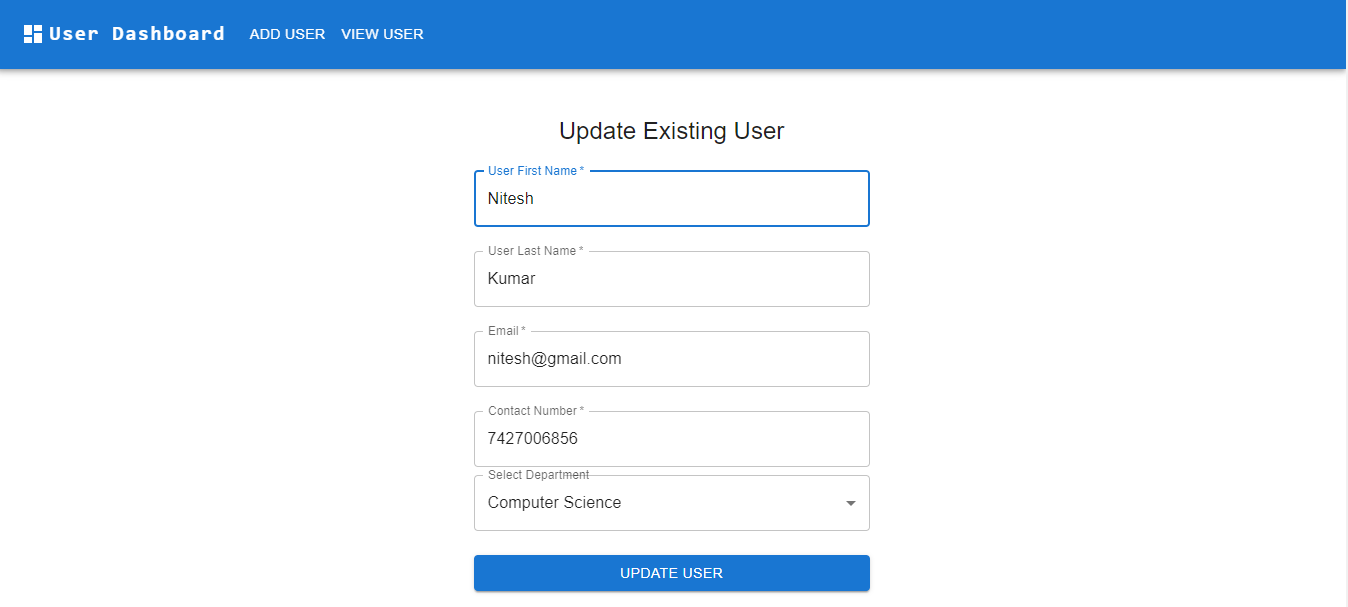 User Dashboard ADD USER VIEW USER
Update Existing User
User First Name *
Nitesh
User Last Name *
Kumar
Email *
nitesh@gmail.com
Contact Number *
7427006856
Select Department
Computer Science
UPDATE USER